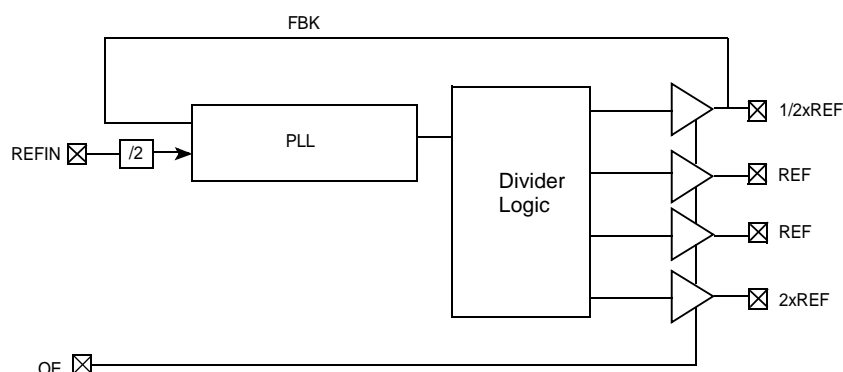 FBK
1/2xREF
PLL
REFIN
/2
Divider
Logic
REF
REF
2xREF
OE